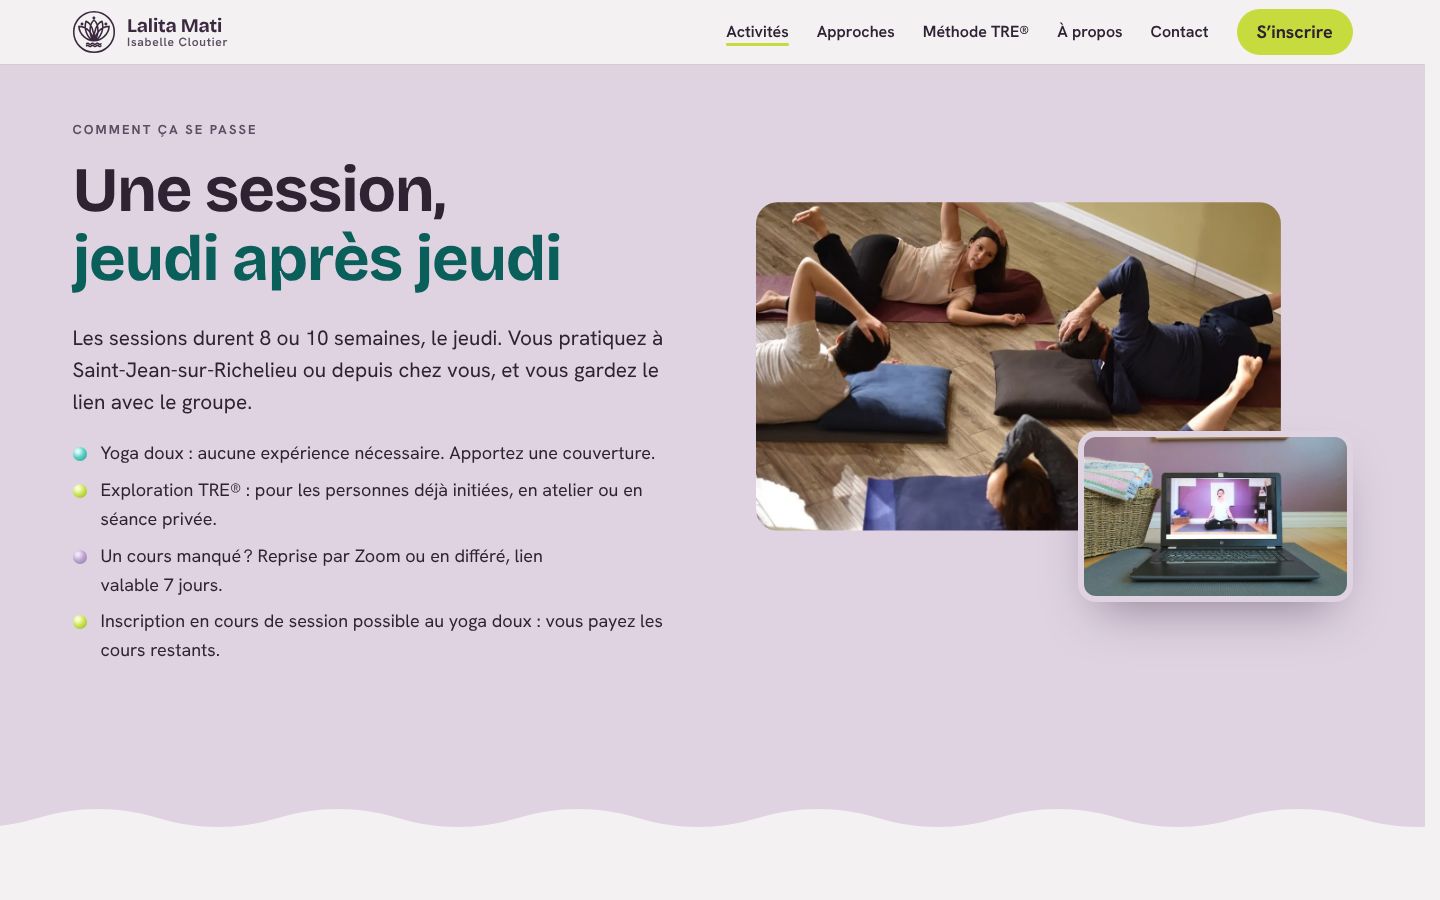 Lalita Mati
Isabelle Cloutier
Activités
Approches
Méthode TRE®
À propos
Contact
S’inscrire
COMMENT ÇA SE PASSE
Une session,
jeudi après jeudi
Les sessions durent 8 ou 10 semaines, le jeudi. Vous pratiquez à
Saint-Jean-sur-Richelieu ou depuis chez vous, et vous gardez le
lien avec le groupe.
Yoga doux : aucune expérience nécessaire. Apportez une couverture.
Exploration TRE® : pour les personnes déjà initiées, en atelier ou en
séance privée.
Un cours manqué ? Reprise par Zoom ou en différé, lien
valable 7 jours.
Inscription en cours de session possible au yoga doux : vous payez les
cours restants.